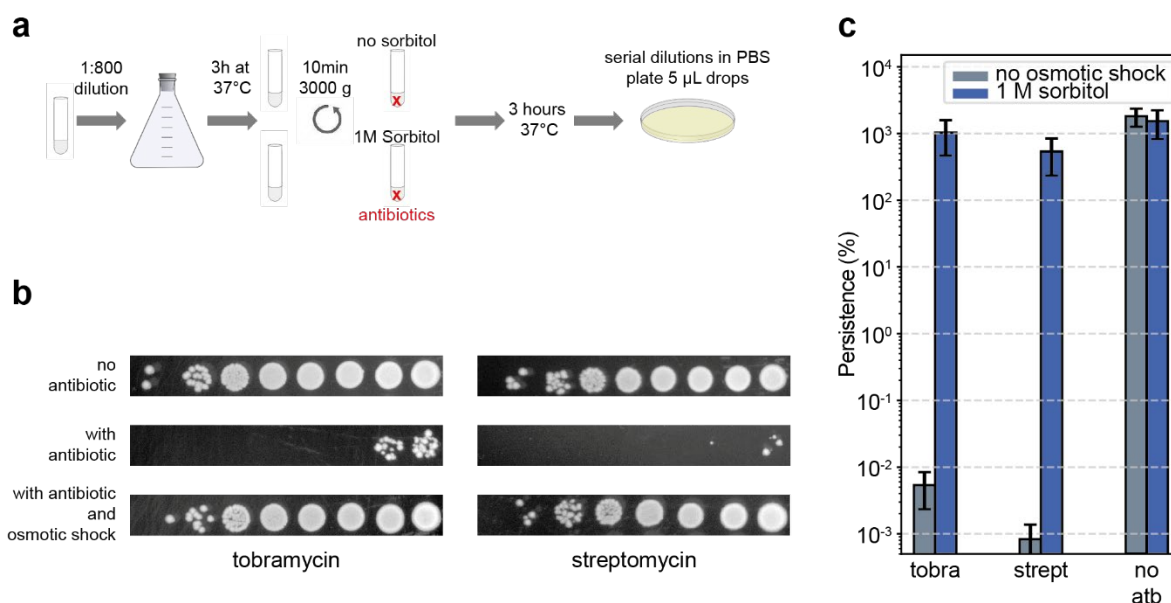 a
1:800
dilution
3h at
37°C
10min
3000 g
no sorbitol
x
1M Sorbitol
x
antibiotics
3 hours
37°C
serial dilutions in PBS
plate 5 µL drops
b
no
antibiotic
with
antibiotic
with antibiotic
and
osmotic shock
tobramycin
streptomycin
c
Persistence (%)
10⁴
10³
10²
10¹
10⁰
10⁻¹
10⁻²
10⁻³
no osmotic shock
1 M sorbitol
tobra
strept
no
atb